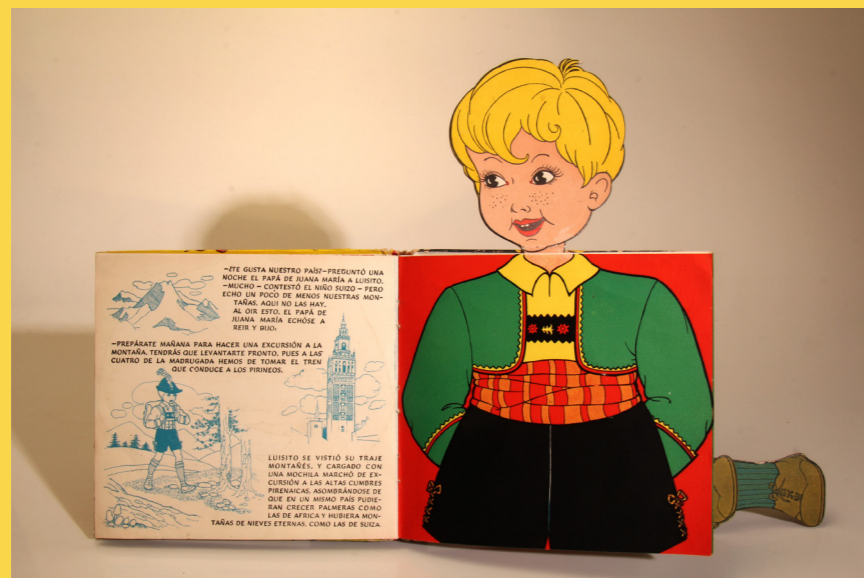 -¿TE GUSTA NUESTRO PAÍS?-PREGUNTÓ UNA
NOCHE EL PAPÁ DE JUANA MARÍA A LUISITO.
-MUCHO - CONTESTÓ EL NIÑO SUIZO - PERO
ECHO UN POCO DE MENOS NUESTRAS MON-
TAÑAS. AQUI NO LAS HAY.
AL OIR ESTO, EL PAPÁ DE
JUANA MARÍA ECHÓSE A
REIR Y DIJO:
-PREPÁRATE MAÑANA PARA HACER UNA EXCURSIÓN A LA
MONTAÑA. TENDRÁS QUE LEVANTARTE PRONTO, PUES A LAS
CUATRO DE LA MADRUGADA HEMOS DE TOMAR EL TREN
QUE CONDUCE A LOS PIRINEOS.
LUISITO SE VISTIÓ SU TRAJE
MONTAÑÉS, Y CARGADO CON
UNA MOCHILA MARCHÓ DE EX-
CURSIÓN A LAS ALTAS CUMBRES
PIRENAICAS, ASOMBRÁNDOSE DE
QUE EN UN MISMO PAÍS PUDIE-
RAN CRECER PALMERAS COMO
LAS DE AFRICA Y HUBIERA MON-
TAÑAS DE NIEVES ETERNAS, COMO LAS DE SUIZA.